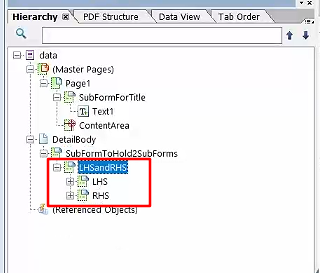 Hierarchy PDF Structure Data View Tab Order
data
(Master Pages)
Page1
SubFormForTitle
Text1
ContentArea
DetailBody
SubFormToHold2SubForms
LHSandRHS
LHS
RHS
(Referenced Objects)